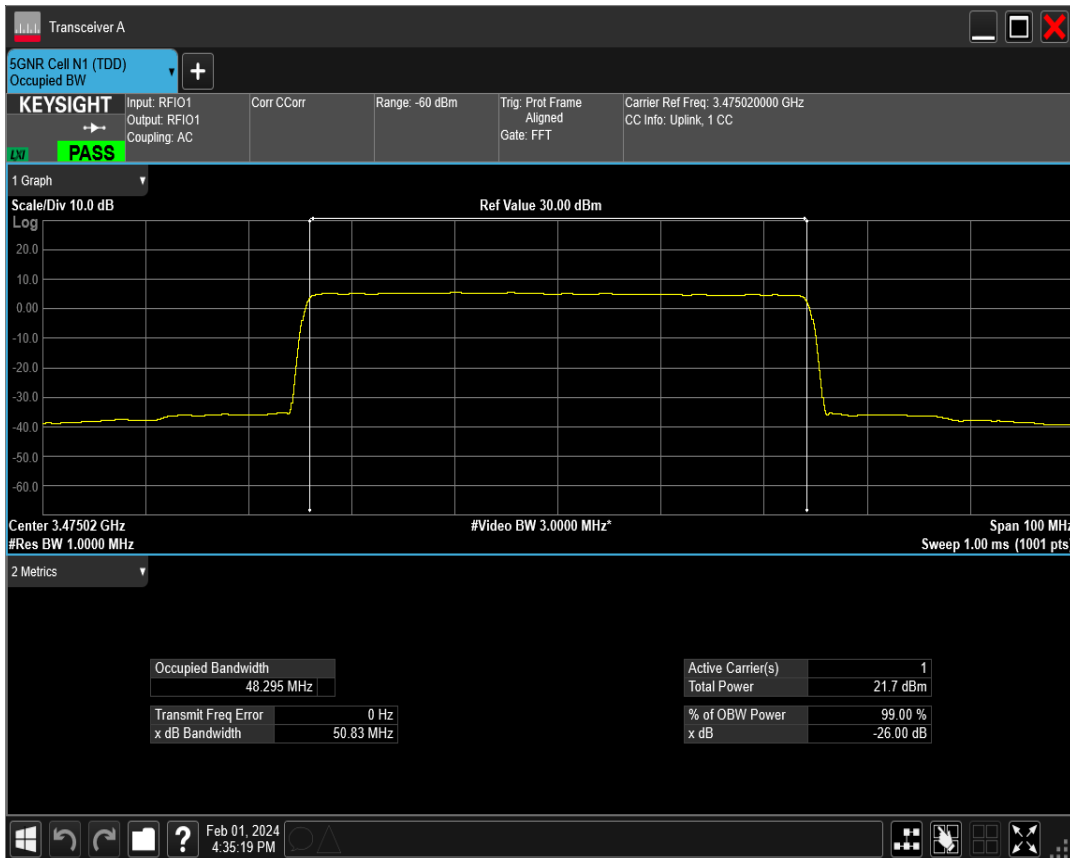 Transceiver A
5GNR Cell N1 (TDD)
Occupied BW
+
KEYSIGHT
LXI
PASS
Input: RFIO1
Output: RFIO1
Coupling: AC
Corr CCorr
Range: -60 dBm
Trig: Prot Frame
Aligned
Gate: FFT
Carrier Ref Freq: 3.475020000 GHz
CC Info: Uplink, 1 CC
1 Graph
Scale/Div 10.0 dB
Ref Value 30.00 dBm
Log
20.0
10.0
0.00
-10.0
-20.0
-30.0
-40.0
-50.0
-60.0
Center 3.47502 GHz
#Video BW 3.0000 MHz*
Span 100 MHz
#Res BW 1.0000 MHz
Sweep 1.00 ms (1001 pts)
2 Metrics
Occupied Bandwidth
48.295 MHz
Transmit Freq Error 0 Hz
x dB Bandwidth 50.83 MHz
Active Carrier(s) 1
Total Power 21.7 dBm
% of OBW Power 99.00 %
x dB -26.00 dB
?
Feb 01, 2024
4:35:19 PM